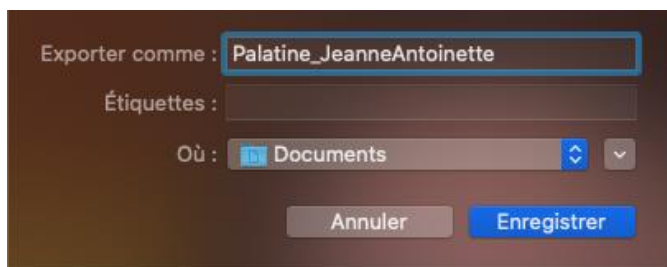 Exporter comme : Palatine_JeanneAntoinette
Étiquettes :
Où : Documents
Annuler Enregistrer